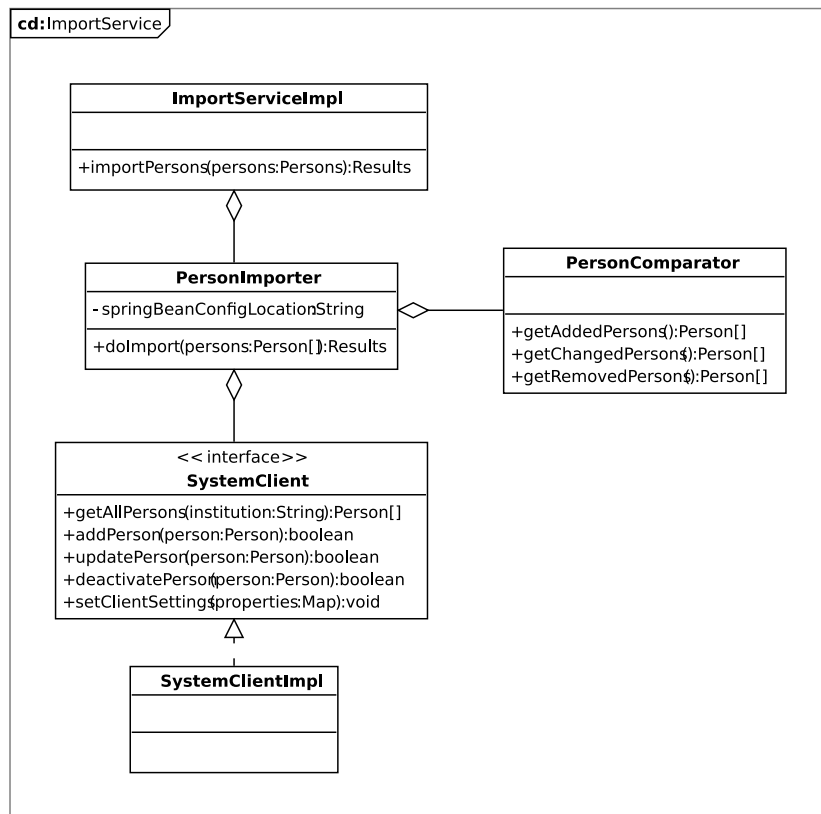 cd:ImportService
ImportServiceImpl
+importPersons(persons:Persons):Results
PersonImporter
-springBeanConfigLocation:String
+doImport(persons:Person[]):Results
PersonComparator
+getAddedPersons():Person[]
+getChangedPersons():Person[]
+getRemovedPersons():Person[]
<<interface>>
SystemClient
+getAllPersons(institution:String):Person[]
+addPerson(person:Person):boolean
+updatePerson(person:Person):boolean
+deactivatePerson(person:Person):boolean
+setClientSettings(properties:Map):void
SystemClientImpl